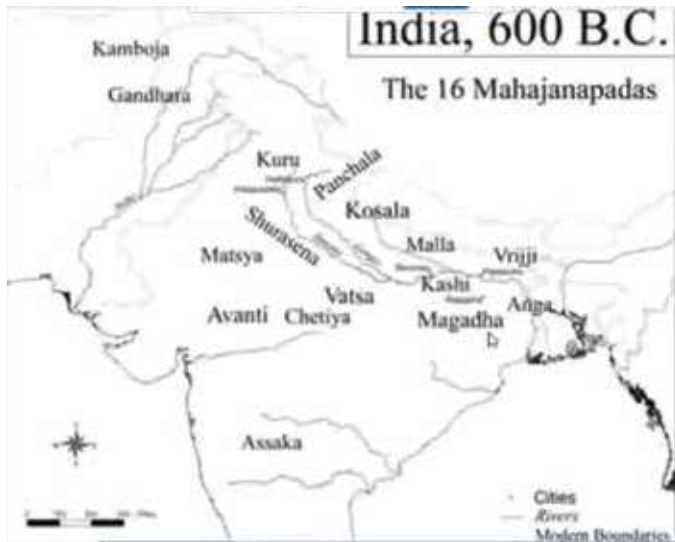 India, 600 B.C.
The 16 Mahajanapadas
Kamboja
Gandhara
Kuru
Panchala
Shurasena
Kosala
Malla
Vrijji
Matsya
Kashi
Vatsa
Anga
Avanti
Chetiya
Magadha
Assaka
Cities
Rivers
Modern Boundaries